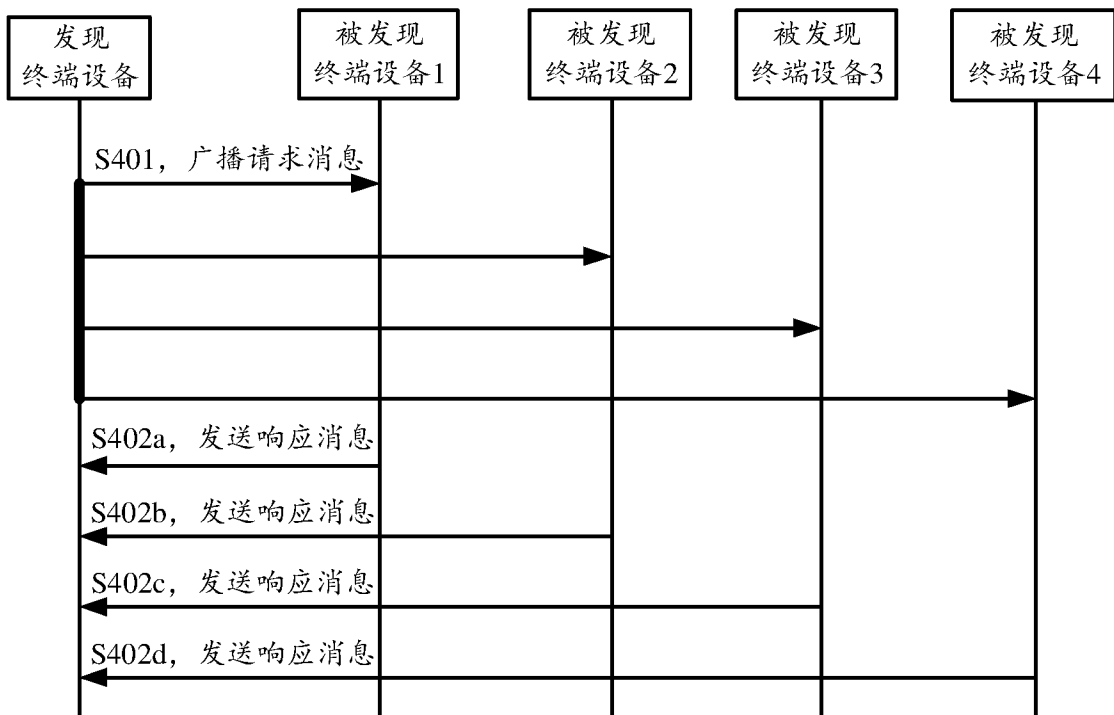 发现
终端设备
被发现
终端设备1
被发现
终端设备2
被发现
终端设备3
被发现
终端设备4
S401，广播请求消息
S402a，发送响应消息
S402b，发送响应消息
S402c，发送响应消息
S402d，发送响应消息